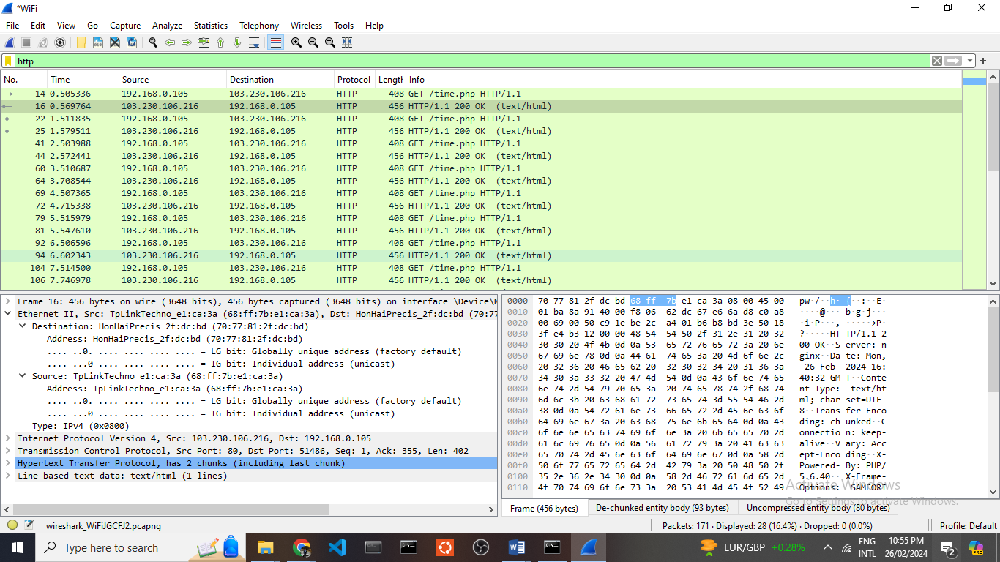 *WiFi
File Edit View Go Capture Analyze Statistics Telephony Wireless Tools Help
http
No. Time Source Destination Protocol Length Info
14 0.505336 192.168.0.105 103.230.106.216 HTTP 408 GET /time.php HTTP/1.1
16 0.569764 103.230.106.216 192.168.0.105 HTTP 456 HTTP/1.1 200 OK (text/html)
22 1.511835 192.168.0.105 103.230.106.216 HTTP 408 GET /time.php HTTP/1.1
25 1.579511 103.230.106.216 192.168.0.105 HTTP 456 HTTP/1.1 200 OK (text/html)
41 2.503988 192.168.0.105 103.230.106.216 HTTP 408 GET /time.php HTTP/1.1
44 2.572441 103.230.106.216 192.168.0.105 HTTP 456 HTTP/1.1 200 OK (text/html)
60 3.510687 192.168.0.105 103.230.106.216 HTTP 408 GET /time.php HTTP/1.1
64 3.708544 103.230.106.216 192.168.0.105 HTTP 456 HTTP/1.1 200 OK (text/html)
69 4.507365 192.168.0.105 103.230.106.216 HTTP 408 GET /time.php HTTP/1.1
72 4.715338 103.230.106.216 192.168.0.105 HTTP 456 HTTP/1.1 200 OK (text/html)
79 5.515979 192.168.0.105 103.230.106.216 HTTP 408 GET /time.php HTTP/1.1
81 5.547610 103.230.106.216 192.168.0.105 HTTP 456 HTTP/1.1 200 OK (text/html)
92 6.506596 192.168.0.105 103.230.106.216 HTTP 408 GET /time.php HTTP/1.1
94 6.602343 103.230.106.216 192.168.0.105 HTTP 456 HTTP/1.1 200 OK (text/html)
104 7.514500 192.168.0.105 103.230.106.216 HTTP 408 GET /time.php HTTP/1.1
106 7.746978 103.230.106.216 192.168.0.105 HTTP 456 HTTP/1.1 200 OK (text/html)
Frame 16: 456 bytes on wire (3648 bits), 456 bytes captured (3648 bits) on interface \Device\N
Ethernet II, Src: TpLinkTechno_e1:ca:3a (68:ff:7b:e1:ca:3a), Dst: HonHaiPrecis_2f:dc:bd (70:77
Destination: HonHaiPrecis_2f:dc:bd (70:77:81:2f:dc:bd)
Address: HonHaiPrecis_2f:dc:bd (70:77:81:2f:dc:bd)
.... ..0. .... .... .... .... = LG bit: Globally unique address (factory default)
.... ...0 .... .... .... .... = IG bit: Individual address (unicast)
Source: TpLinkTechno_e1:ca:3a (68:ff:7b:e1:ca:3a)
Address: TpLinkTechno_e1:ca:3a (68:ff:7b:e1:ca:3a)
.... ..0. .... .... .... .... = LG bit: Globally unique address (factory default)
.... ...0 .... .... .... .... = IG bit: Individual address (unicast)
Type: IPv4 (0x0800)
Internet Protocol Version 4, Src: 103.230.106.216, Dst: 192.168.0.105
Transmission Control Protocol, Src Port: 80, Dst Port: 51486, Seq: 1, Ack: 355, Len: 402
Hypertext Transfer Protocol, has 2 chunks (including last chunk)
Line-based text data: text/html (1 lines)
0000 70 77 81 2f dc bd 68 ff 7b e1 ca 3a 08 00 45 00 pw·/··h· {··:··E·
0010 01 ba 8a 91 40 00 f8 06 62 dc 67 e6 6a d8 c0 a8 ····@··· b·g·j···
0020 00 69 00 50 c9 1e be 2c a4 01 b6 b8 bd 3e 50 18 ·i·P···, ·····>P·
0030 3f e4 b3 12 00 00 48 54 54 50 2f 31 2e 31 20 32 ?·····HT TP/1.1 2
0040 30 30 20 4f 4b 0d 0a 53 65 72 76 65 72 3a 20 6e 00 OK··S erver: n
0050 67 69 6e 78 0d 0a 44 61 74 65 3a 20 4d 6f 6e 2c ginx··Da te: Mon,
0060 20 32 36 20 46 65 62 20 32 30 32 34 20 31 36 3a 26 Feb 2024 16:
0070 34 30 3a 33 32 20 47 4d 54 0d 0a 43 6f 6e 74 65 40:32 GM T··Conte
0080 6e 74 2d 54 79 70 65 3a 20 74 65 78 74 2f 68 74 nt-Type: text/ht
0090 6d 6c 3b 20 63 68 61 72 73 65 74 3d 55 54 46 2d ml; char set=UTF-
00a0 38 0d 0a 54 72 61 6e 73 66 65 72 2d 45 6e 63 6f 8··Trans fer-Enco
00b0 64 69 6e 67 3a 20 63 68 75 6e 6b 65 64 0d 0a 43 ding: ch unked··C
00c0 6f 6e 6e 65 63 74 69 6f 6e 3a 20 6b 65 65 70 2d onnectio n: keep-
00d0 61 6c 69 76 65 0d 0a 56 61 72 79 3a 20 41 63 63 alive··V ary: Acc
00e0 65 70 74 2d 45 6e 63 6f 64 69 6e 67 0d 0a 58 2d ept-Enco ding··X-
00f0 50 6f 77 65 72 65 64 2d 42 79 3a 20 50 48 50 2f Powered- By: PHP/
0100 35 2e 36 2e 34 30 0d 0a 58 2d 46 72 61 6d 65 2d 5.6.40·· X-Frame-
0110 4f 70 74 69 6f 6e 73 3a 20 53 41 4d 45 4f 52 49 Options: SAMEORI
Activate Windows
Go to Settings to activate Windows.
Frame (456 bytes) De-chunked entity body (93 bytes) Uncompressed entity body (80 bytes)
wireshark_WiFiJGCFJ2.pcapng Packets: 171 · Displayed: 28 (16.4%) · Dropped: 0 (0.0%) Profile: Default
Type here to search EUR/GBP +0.28% ENG INTL 10:55 PM 26/02/2024 2 PRE